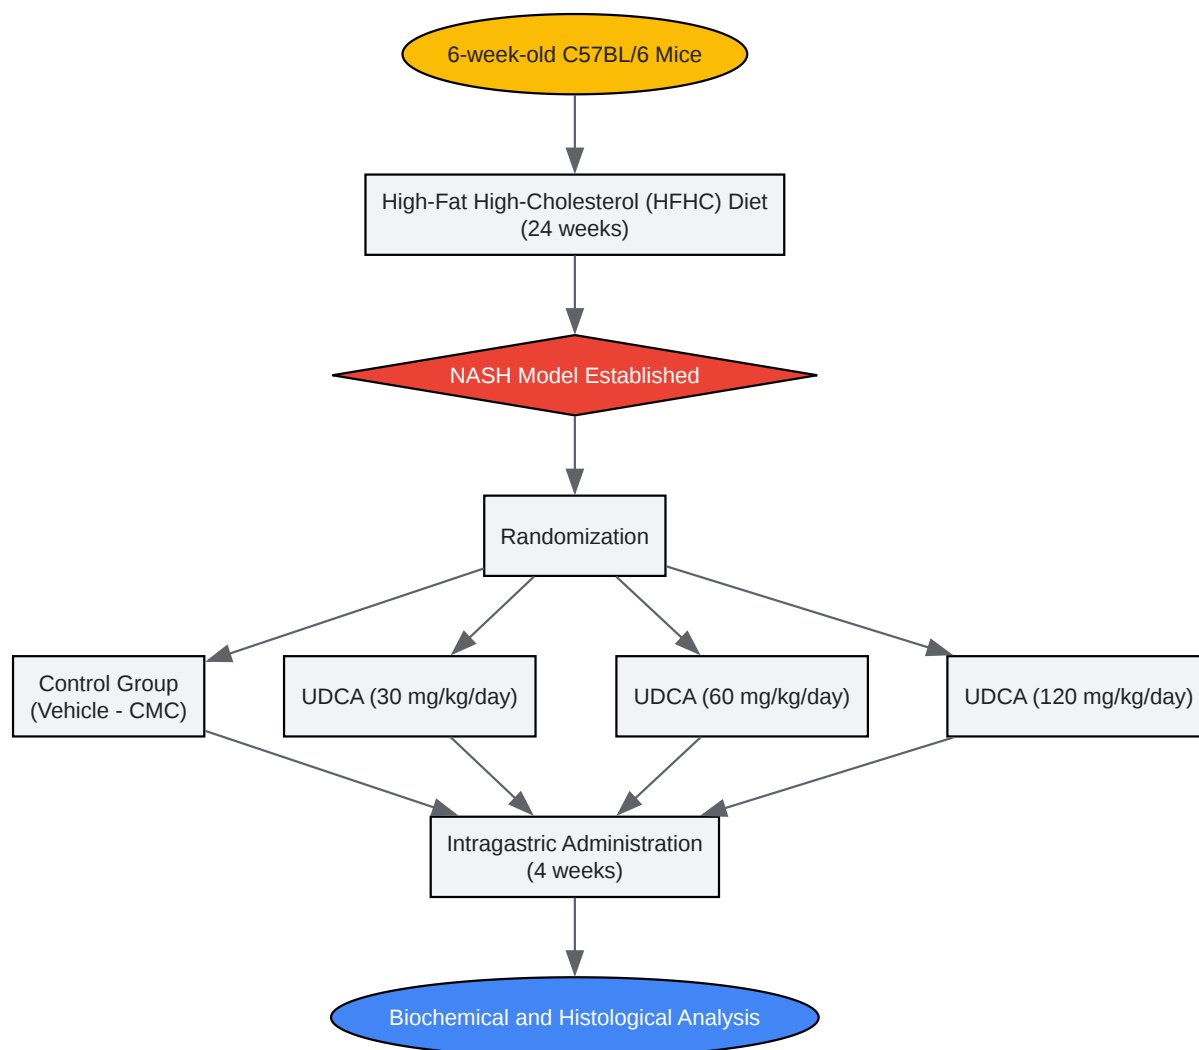 6-week-old C57BL/6 Mice
High-Fat High-Cholesterol (HFHC) Diet
(24 weeks)
NASH Model Established
Randomization
Control Group
(Vehicle - CMC)
UDCA (30 mg/kg/day)
UDCA (60 mg/kg/day)
UDCA (120 mg/kg/day)
Intragastric Administration
(4 weeks)
Biochemical and Histological Analysis